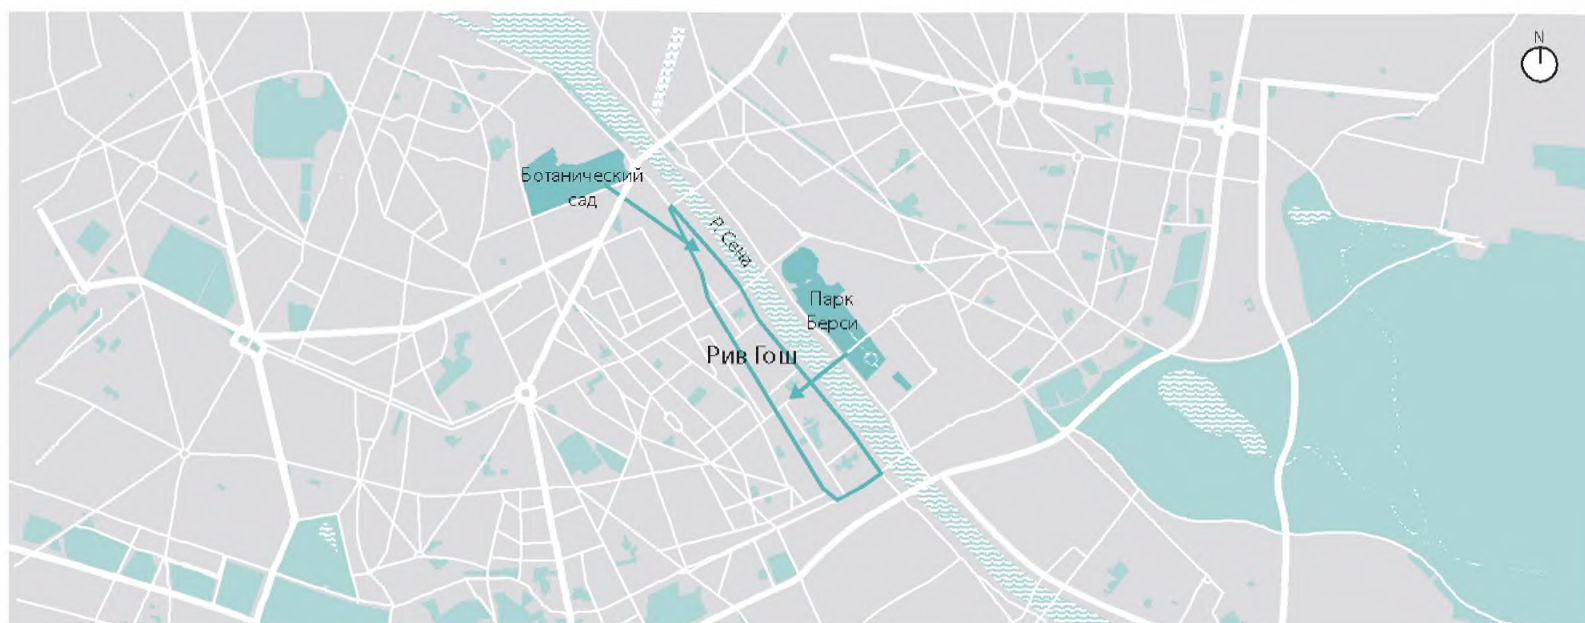 N
Ботанический
сад
Р. Сена
Парк
Берси
Рив Гош